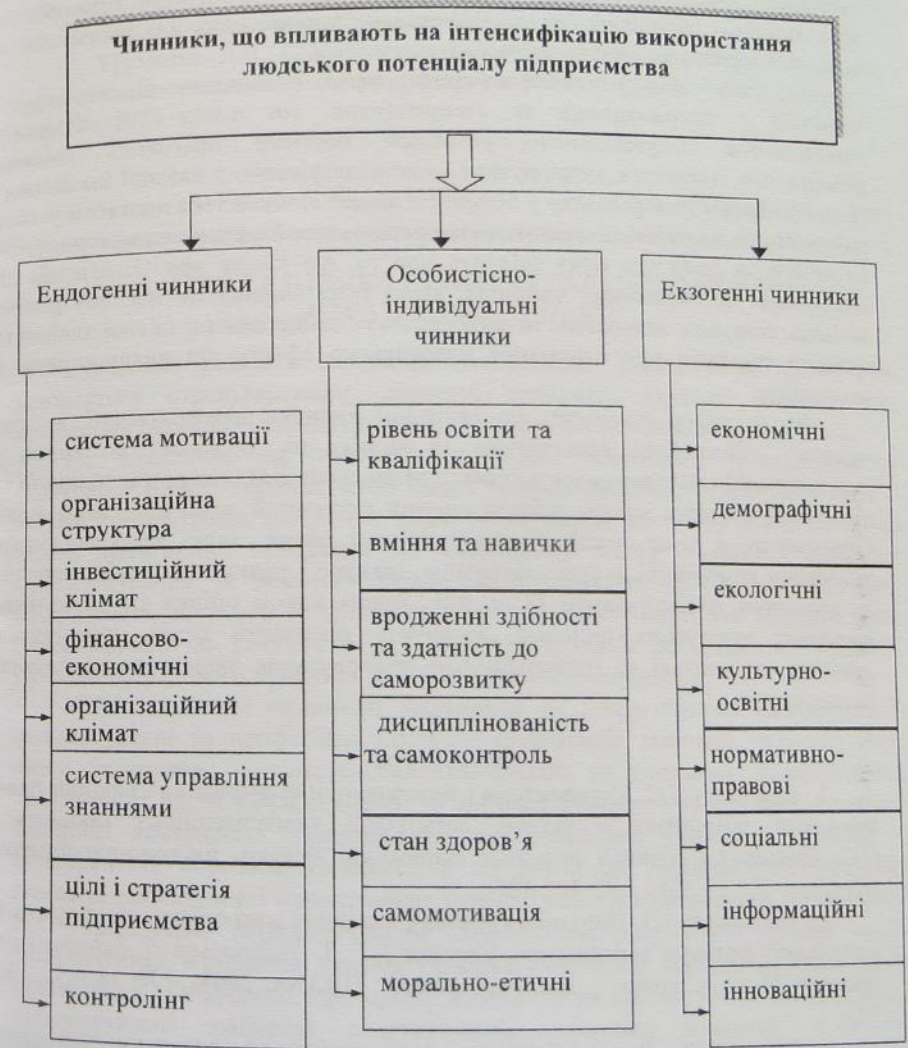 Чинники, що впливають на інтенсифікацію використання
людського потенціалу підприємства
Ендогенні чинники
система мотивації
організаційна
структура
інвестиційний
клімат
фінансово-
економічні
організаційний
клімат
система управління
знаннями
цілі і стратегія
підприємства
контролінг
Особистісно-
індивідуальні
чинники
рівень освіти та
кваліфікації
вміння та навички
вродженні здібності
та здатність до
саморозвитку
дисциплінованість
та самоконтроль
стан здоров’я
самомотивація
морально-етичні
Екзогенні чинники
економічні
демографічні
екологічні
культурно-
освітні
нормативно-
правові
соціальні
інформаційні
інноваційні